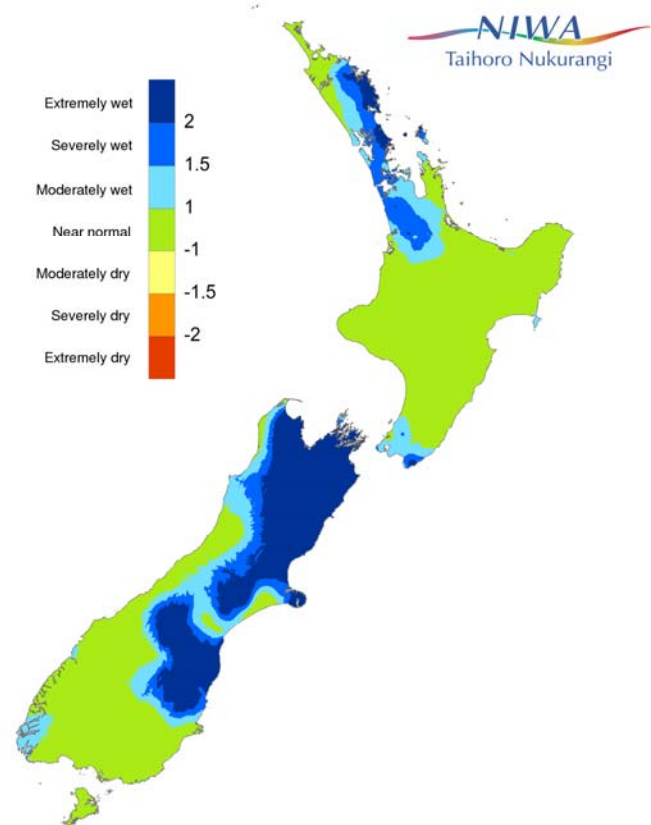 NIWA
Taihoro Nukurangi
Extremely wet
2
Severely wet
1.5
Moderately wet
1
Near normal
-1
Moderately dry
-1.5
Severely dry
-2
Extremely dry